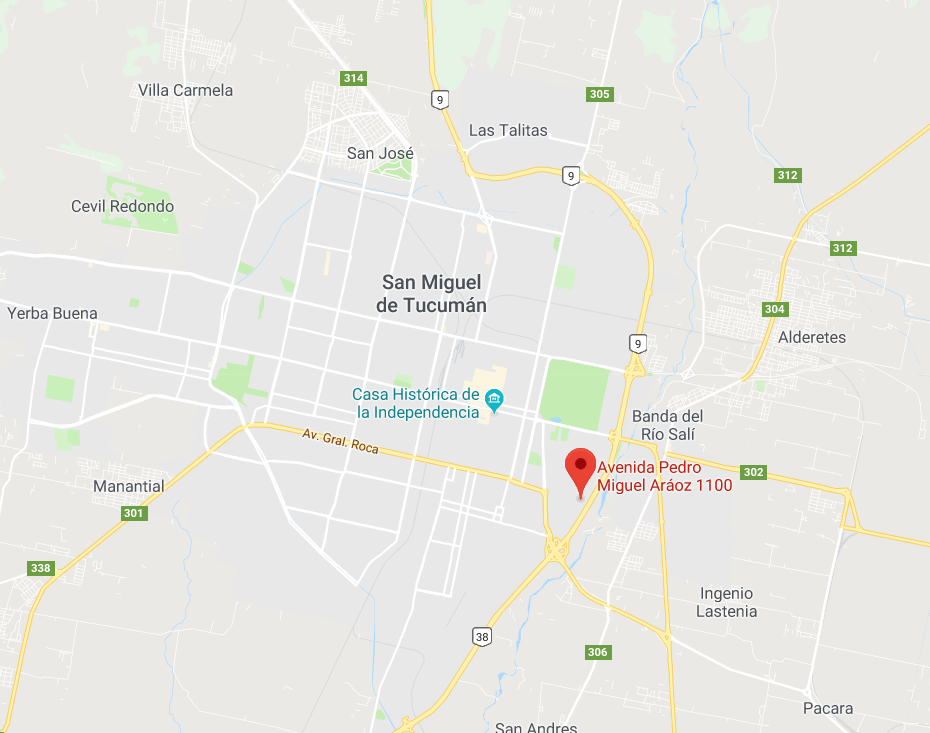 314
Villa Carmela
305
9
Las Talitas
San José
9
312
Cevil Redondo
312
San Miguel
de Tucumán
304
Yerba Buena
Alderetes
9
Casa Histórica de
la Independencia
Banda del
Río Salí
Av. Gral. Roca
Avenida Pedro
Miguel Aráoz 1100
302
Manantial
301
338
Ingenio
Lastenia
38
306
Pacara
San Andres